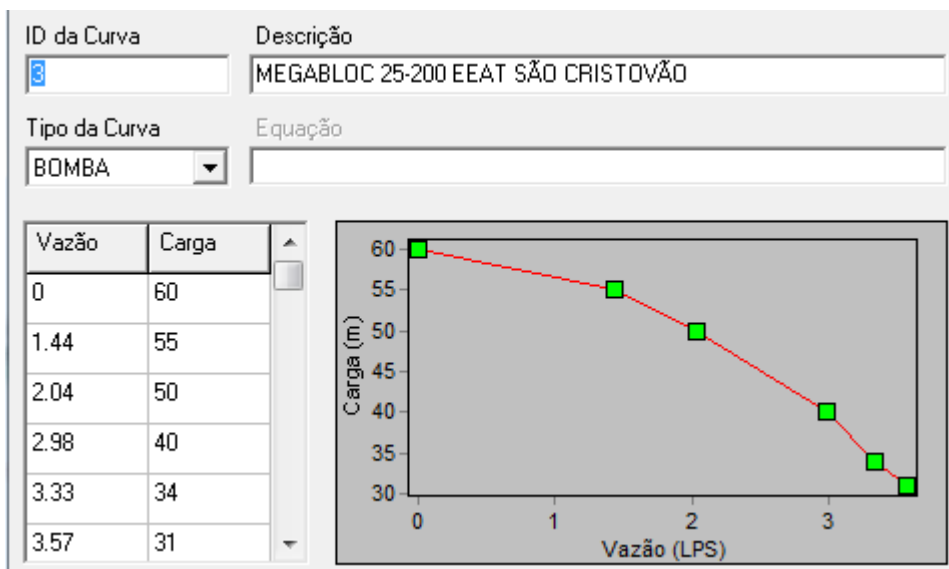 ID da Curva Descrição
3 MEGABLOC 25-200 EEAT SÃO CRISTOVÃO
Tipo da Curva Equação
BOMBA
Vazão Carga
0 60
1.44 55
2.04 50
2.98 40
3.33 34
3.57 31
Carga (m)
60
55
50
45
40
35
30
0 1 2 3
Vazão (LPS)